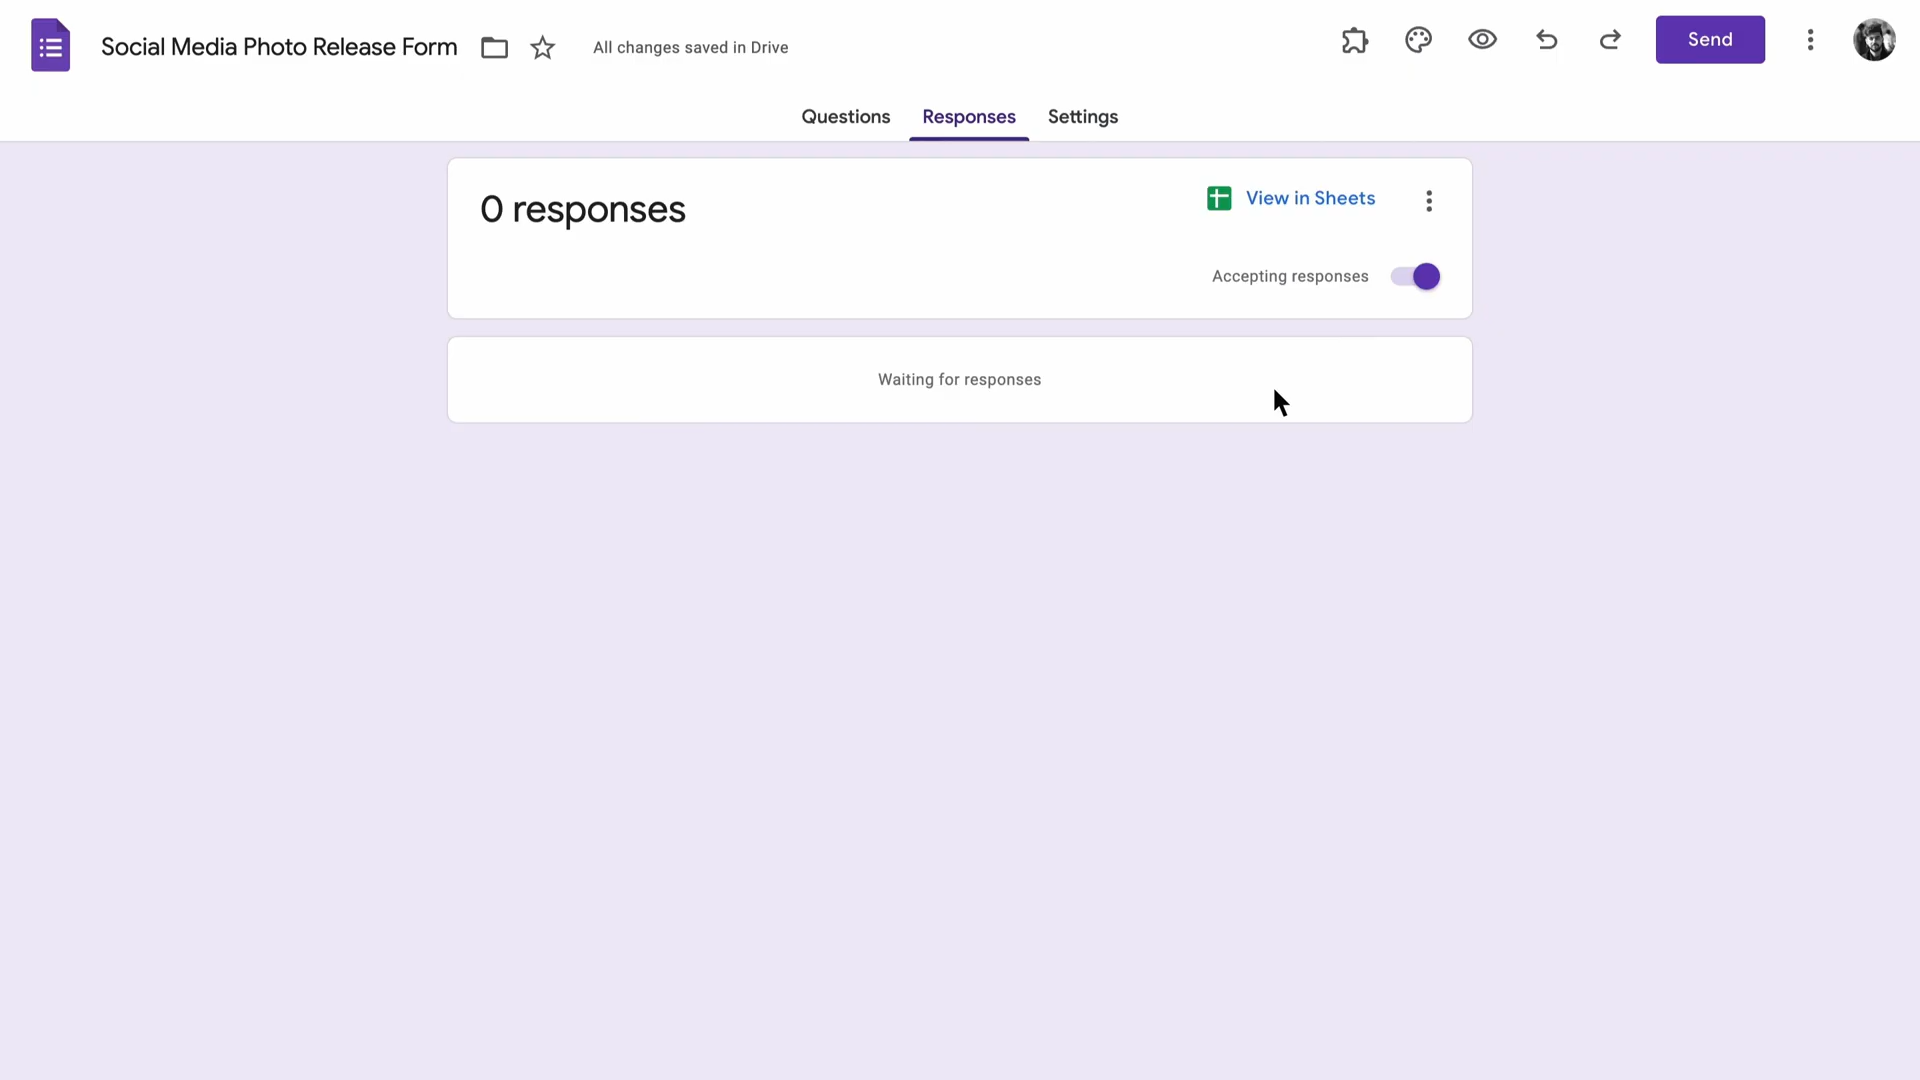 Social Media Photo Release Form
All changes saved in Drive
Send
Questions
Responses
Settings
0 responses
View in Sheets
Accepting responses
Waiting for responses